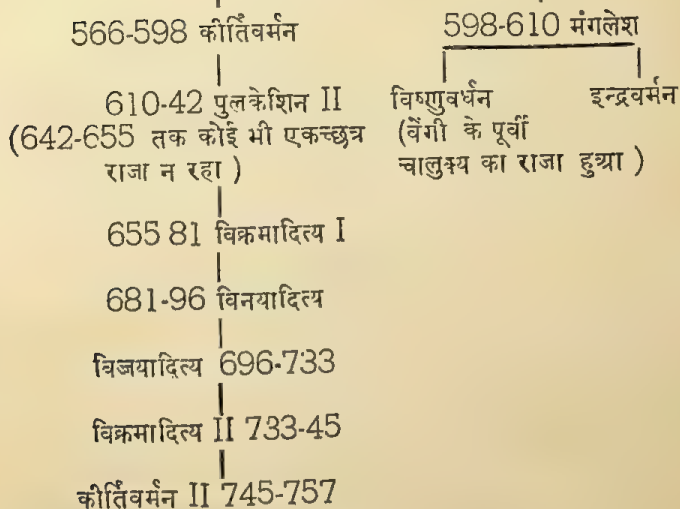 566-598 कीर्तिवर्मन
598-610 मंगलेश
610-42 पुलकेशिन II
(642-655 तक कोई भी एकच्छत्र
राजा न रहा )
विष्णुवर्धन
(वेंगी के पूर्वी
चालुक्य का राजा हुआ )
इन्द्रवर्मन
655 81 विक्रमादित्य I
681-96 विनयादित्य
विजयादित्य 696-733
विक्रमादित्य II 733-45
कीर्तिवर्मन II 745-757